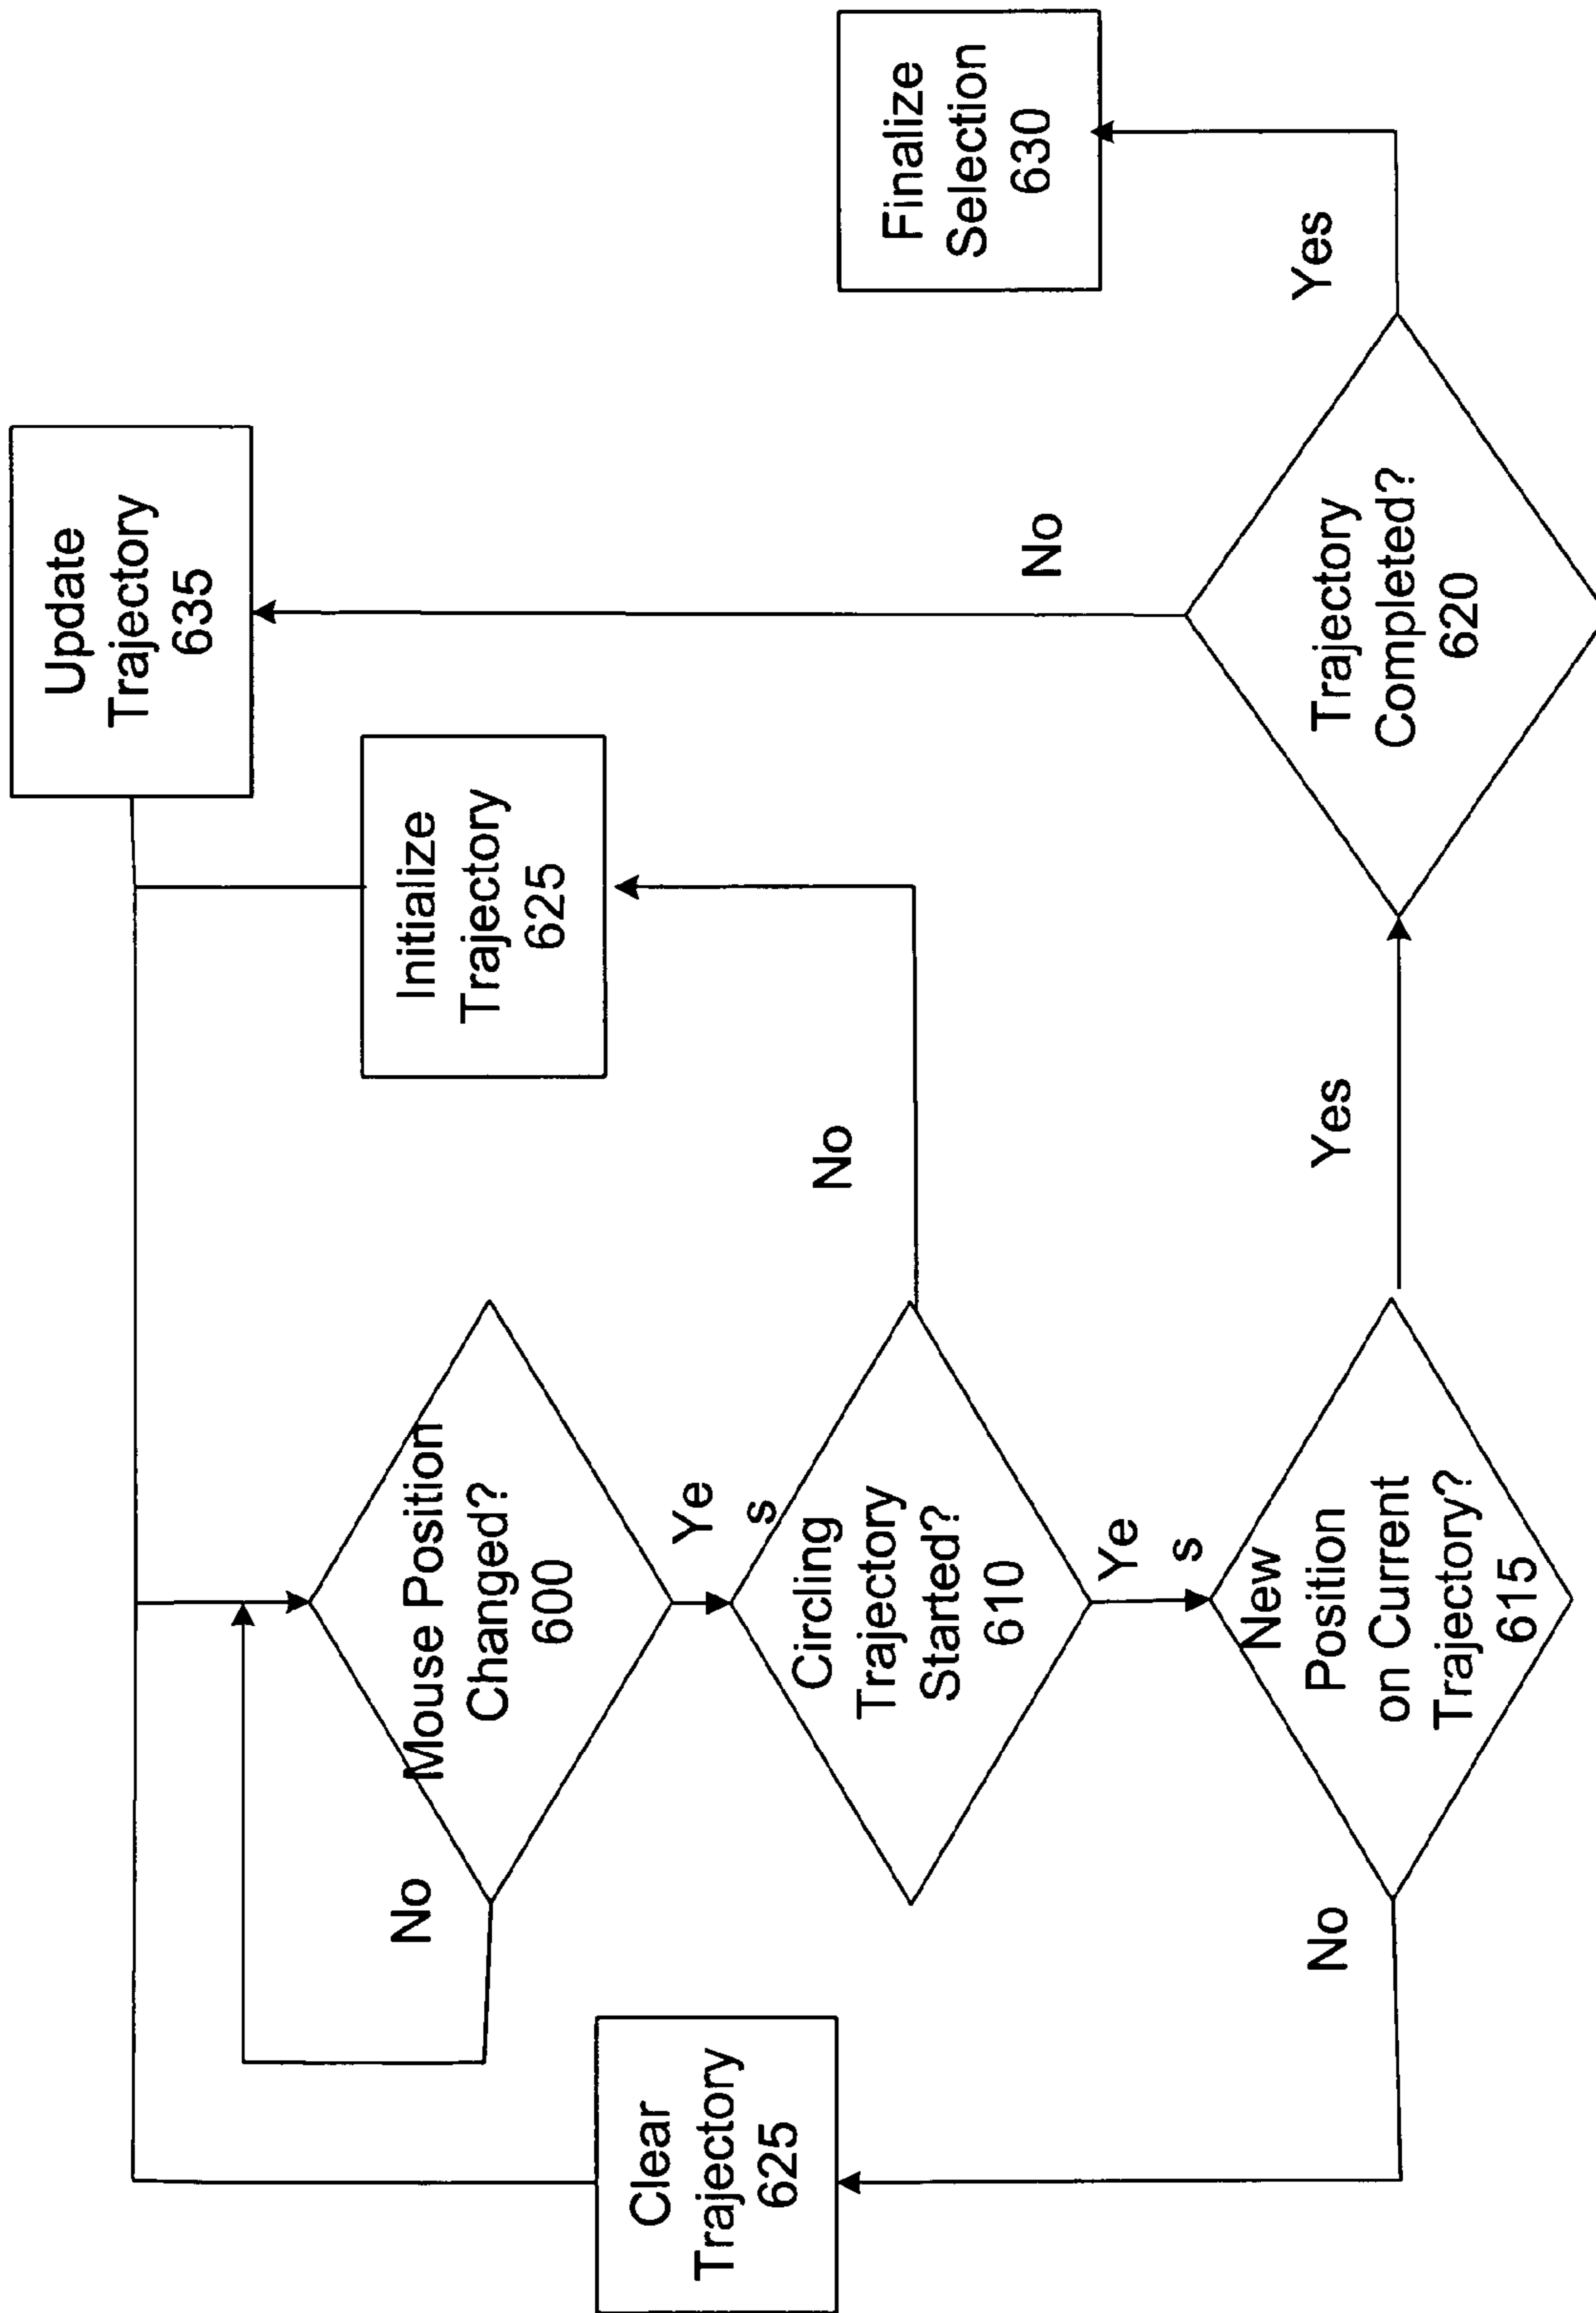 Update
Trajectory
635
No
Mouse Position
Changed?
600
Initialize
Trajectory
625
Clear
Trajectory
625
Ye
s
Circling
Trajectory
Started?
610
No
Finalize
Selection
630
No
Ye
s
No
New
Position
on Current
Trajectory?
615
Yes
Trajectory
Completed?
620
Yes